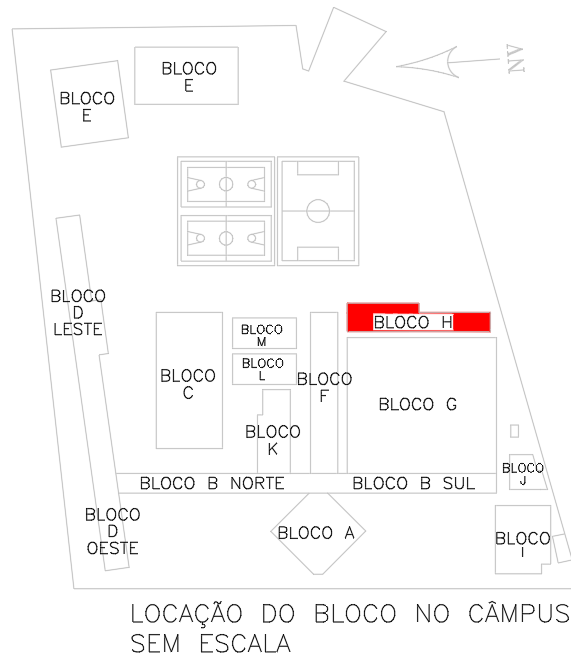 VN
BLOCO
E
BLOCO
E
BLOCO
D
LESTE
BLOCO
M
BLOCO H
BLOCO
L
BLOCO
C
BLOCO
F
BLOCO G
BLOCO
K
BLOCO
J
BLOCO B NORTE
BLOCO B SUL
BLOCO
D
OESTE
BLOCO A
BLOCO
I
LOCAÇÃO DO BLOCO NO CÂMPUS
SEM ESCALA